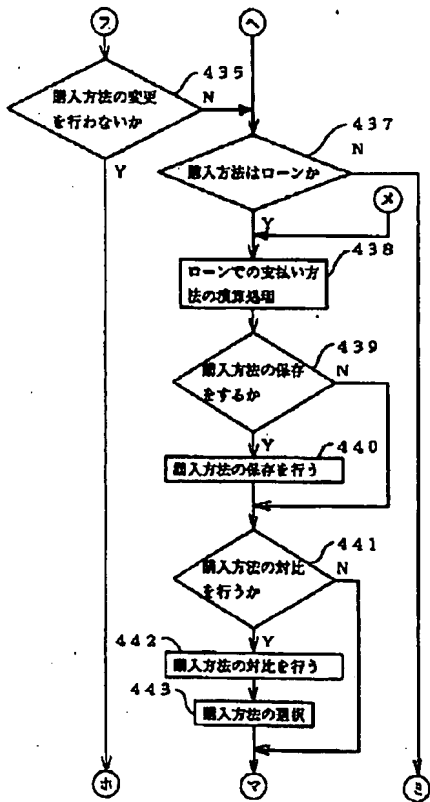 フ
ヘ
435
購入方法の変更
を行わないか
N
Y
437
購入方法はローンか
N
Y
メ
438
ローンでの支払い方
法の演算処理
439
購入方法の保存
をするか
N
Y
440
購入方法の保存を行う
441
購入方法の対比
を行うか
N
Y
442
購入方法の対比を行う
443
購入方法の選択
ホ
マ
ミ